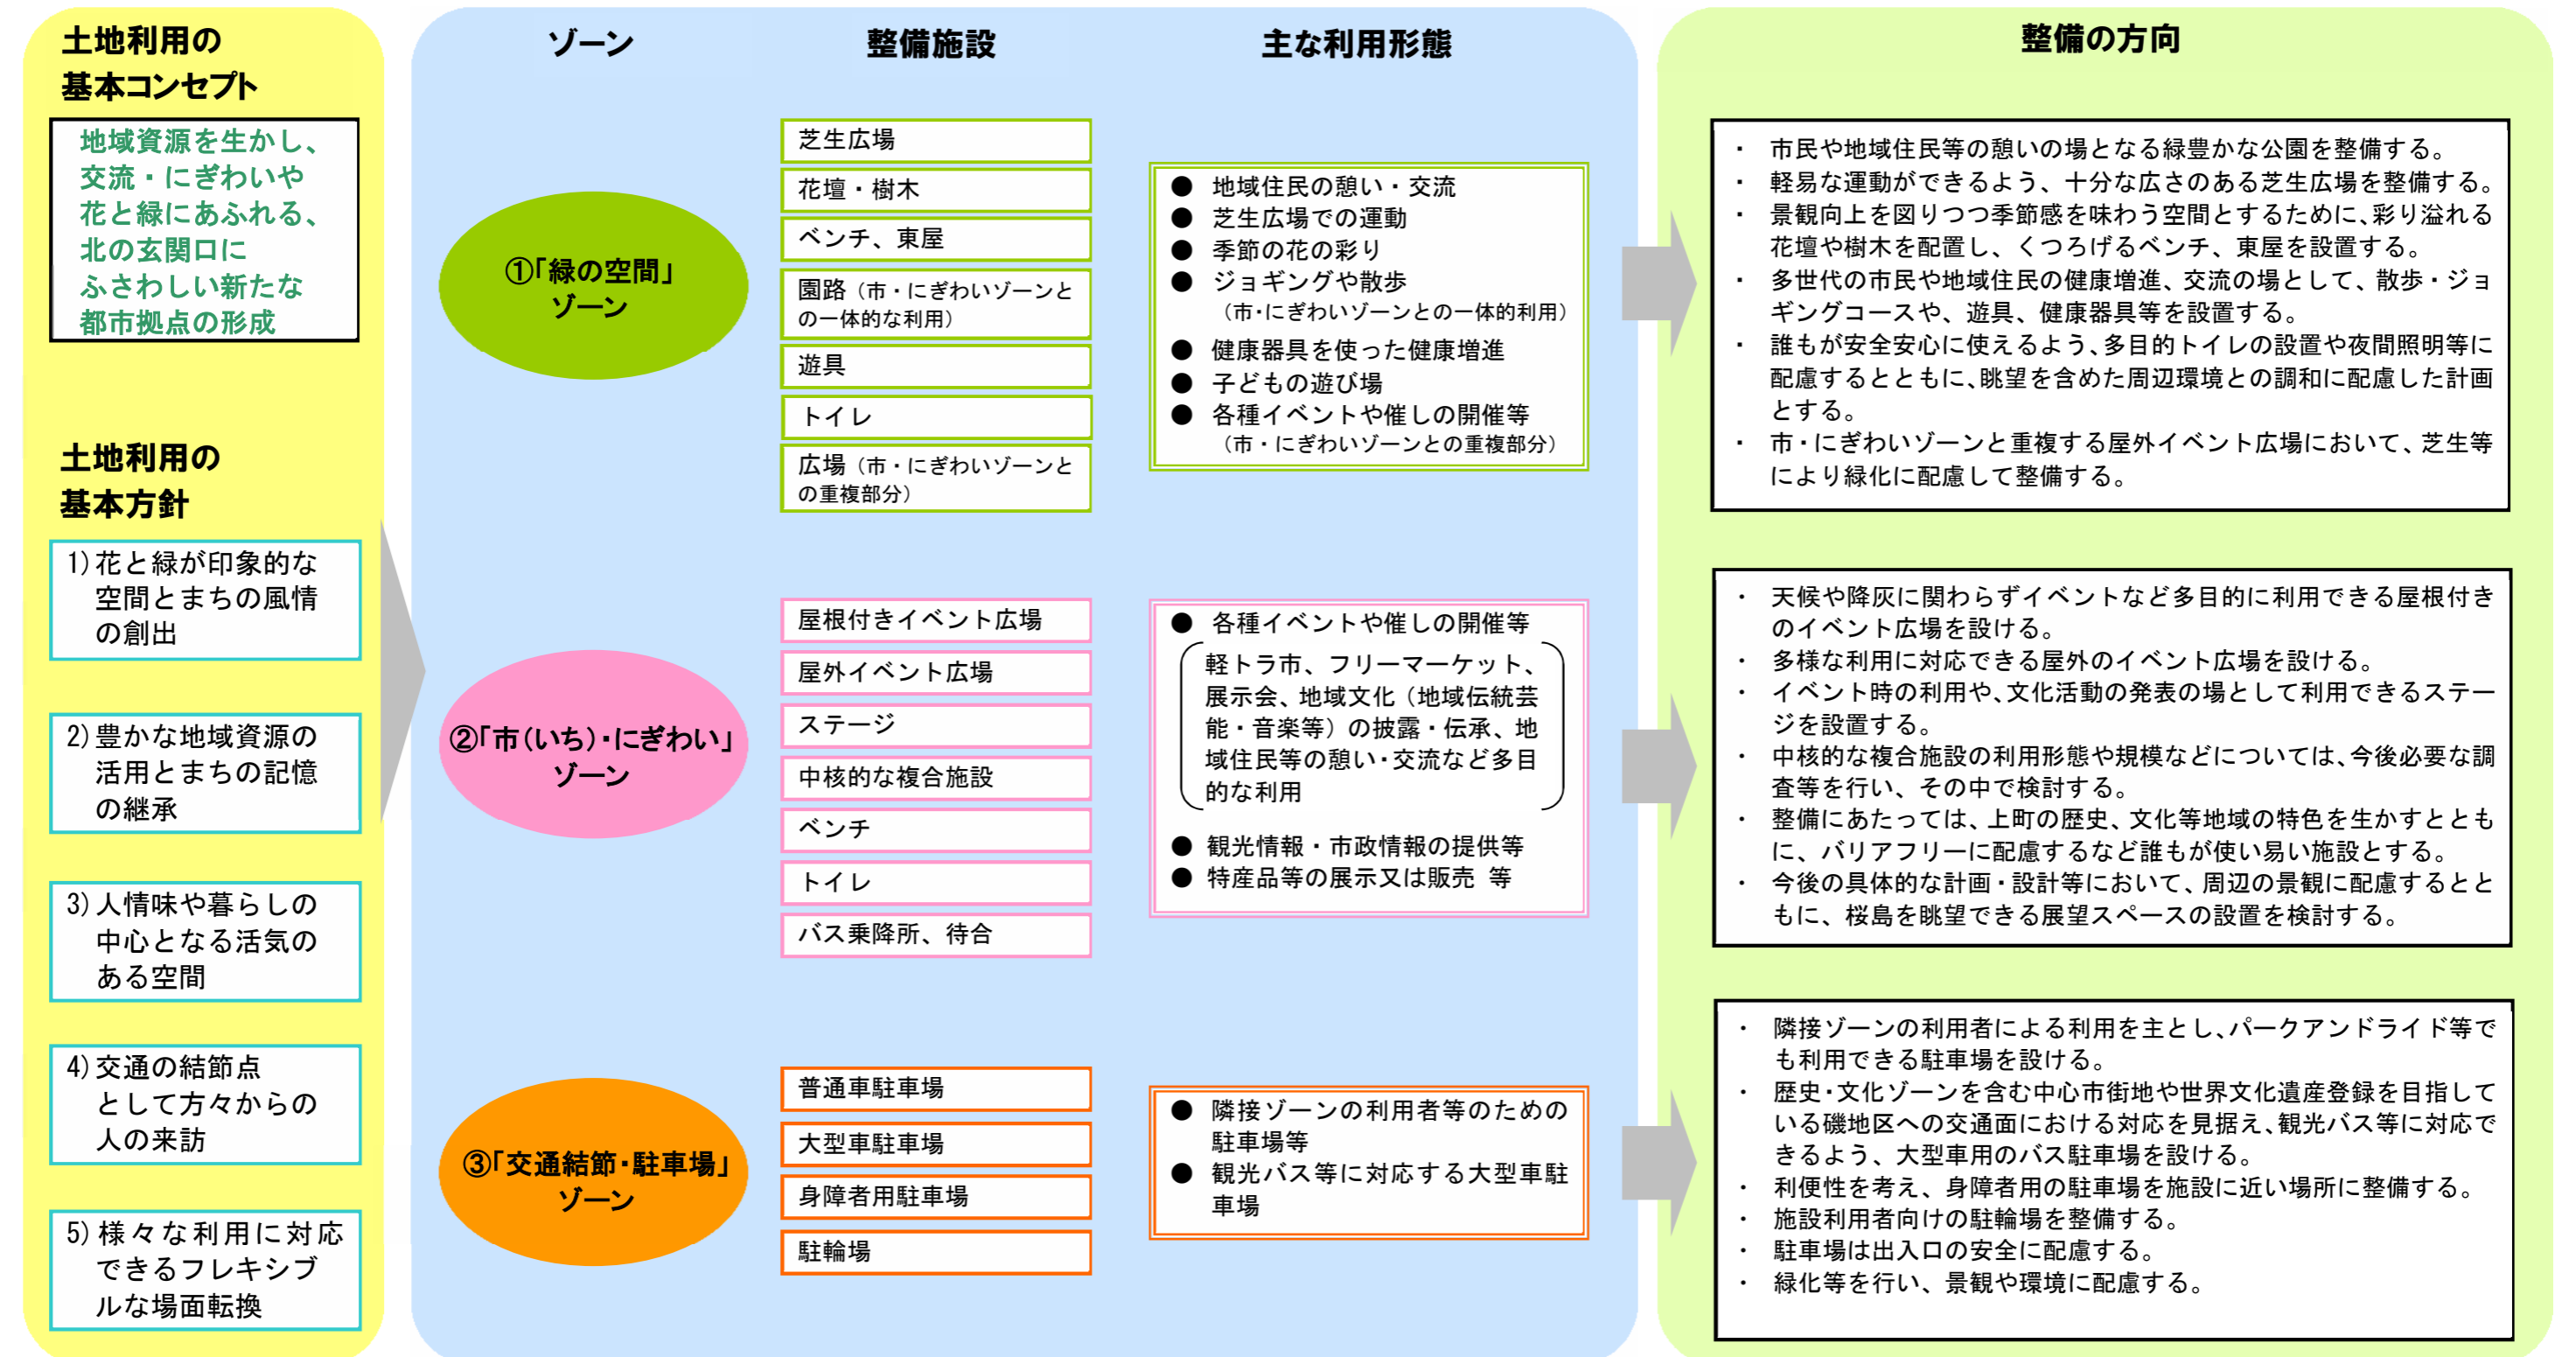 土地利用の
基本コンセプト
地域資源を生かし、
交流・にぎわいや
花と緑にあふれる、
北の玄関口に
ふさわしい新たな
都市拠点の形成
土地利用の
基本方針
1)花と緑が印象的な
空間とまちの風情
の創出
2)豊かな地域資源の
活用とまちの記憶
の継承
3)人情味や暮らしの
中心となる活気の
ある空間
4)交通の結節点
として方々からの
人の来訪
5)様々な利用に対応
できるフレキシブ
ルな場面転換
ゾーン
整備施設
主な利用形態
①「緑の空間」
ゾーン
芝生広場
花壇・樹木
ベンチ、東屋
園路（市・にぎわいゾーンと
の一体的な利用）
遊具
トイレ
広場（市・にぎわいゾーンと
の重複部分）
● 地域住民の憩い・交流
● 芝生広場での運動
● 季節の花の彩り
● ジョギングや散歩
（市・にぎわいゾーンとの一体的利用）
● 健康器具を使った健康増進
● 子どもの遊び場
● 各種イベントや催しの開催等
（市・にぎわいゾーンとの重複部分）
②「市(いち)・にぎわい」
ゾーン
屋根付きイベント広場
屋外イベント広場
ステージ
中核的な複合施設
ベンチ
トイレ
バス乗降所、待合
● 各種イベントや催しの開催等
軽トラ市、フリーマーケット、
展示会、地域文化（地域伝統芸
能・音楽等）の披露・伝承、地
域住民等の憩い・交流など多目
的な利用
● 観光情報・市政情報の提供等
● 特産品等の展示又は販売 等
③「交通結節・駐車場」
ゾーン
普通車駐車場
大型車駐車場
身障者用駐車場
駐輪場
● 隣接ゾーンの利用者等のための
駐車場等
● 観光バス等に対応する大型車駐
車場
整備の方向
・ 市民や地域住民等の憩いの場となる緑豊かな公園を整備する。
・ 軽易な運動ができるよう、十分な広さのある芝生広場を整備する。
・ 景観向上を図りつつ季節感を味わう空間とするために、彩り溢れる
花壇や樹木を配置し、くつろげるベンチ、東屋を設置する。
・ 多世代の市民や地域住民の健康増進、交流の場として、散歩・ジョ
ギングコースや、遊具、健康器具等を設置する。
・ 誰もが安全安心に使えるよう、多目的トイレの設置や夜間照明等に
配慮するとともに、眺望を含めた周辺環境との調和に配慮した計画
とする。
・ 市・にぎわいゾーンと重複する屋外イベント広場において、芝生等
により緑化に配慮して整備する。
・ 天候や降灰に関わらずイベントなど多目的に利用できる屋根付き
のイベント広場を設ける。
・ 多様な利用に対応できる屋外のイベント広場を設ける。
・ イベント時の利用や、文化活動の発表の場として利用できるステー
ジを設置する。
・ 中核的な複合施設の利用形態や規模などについては、今後必要な調
査等を行い、その中で検討する。
・ 整備にあたっては、上町の歴史、文化等地域の特色を生かすととも
に、バリアフリーに配慮するなど誰もが使い易い施設とする。
・ 今後の具体的な計画・設計等において、周辺の景観に配慮するとと
もに、桜島を眺望できる展望スペースの設置を検討する。
・ 隣接ゾーンの利用者による利用を主とし、パークアンドライド等で
も利用できる駐車場を設ける。
・ 歴史・文化ゾーンを含む中心市街地や世界文化遺産登録を目指して
いる磯地区への交通面における対応を見据え、観光バス等に対応で
きるよう、大型車用のバス駐車場を設ける。
・ 利便性を考え、身障者用の駐車場を施設に近い場所に整備する。
・ 施設利用者向けの駐輪場を整備する。
・ 駐車場は出入口の安全に配慮する。
・ 緑化等を行い、景観や環境に配慮する。